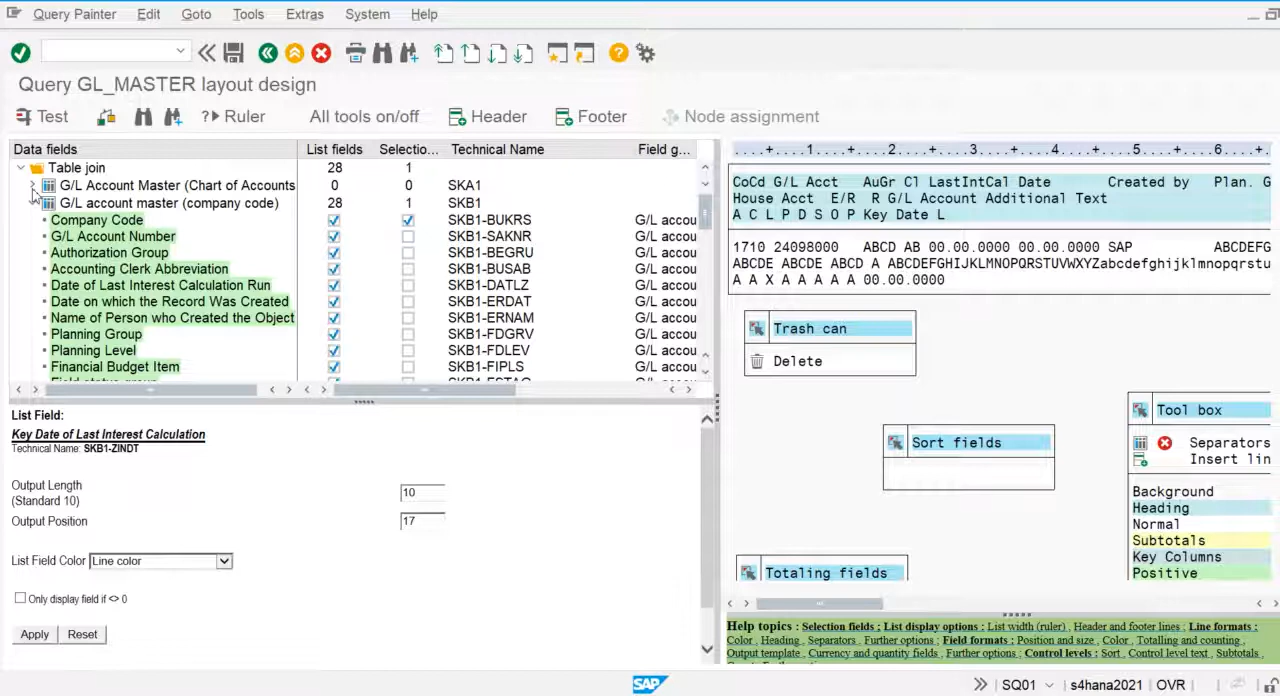 Query Painter Edit Goto Tools Extras System Help
Query GL_MASTER layout design
Test ?▸ Ruler All tools on/off Header Footer Node assignment
Data fields List fields Selectio... Technical Name Field g...
Table join 28 1
G/L Account Master (Chart of Accounts 0 0 SKA1
G/L account master (company code) 28 1 SKB1
Company Code SKB1-BUKRS G/L accou
G/L Account Number SKB1-SAKNR G/L accou
Authorization Group SKB1-BEGRU G/L accou
Accounting Clerk Abbreviation SKB1-BUSAB G/L accou
Date of Last Interest Calculation Run SKB1-DATLZ G/L accou
Date on which the Record Was Created SKB1-ERDAT G/L accou
Name of Person who Created the Object SKB1-ERNAM G/L accou
Planning Group SKB1-FDGRV G/L accou
Planning Level SKB1-FDLEV G/L accou
Financial Budget Item SKB1-FIPLS G/L accou
List Field:
Key Date of Last Interest Calculation
Technical Name: SKB1-ZINDT
Output Length
(Standard 10) 10
Output Position 17
List Field Color Line color
Only display field if <> 0
Apply Reset
....+....1....+....2....+....3....+....4....+....5....+....6....+.
CoCd G/L Acct AuGr Cl LastIntCal Date Created by Plan. G
House Acct E/R R G/L Account Additional Text
A C L P D S O P Key Date L
1710 24098000 ABCD AB 00.00.0000 00.00.0000 SAP ABCDEFG
ABCDE ABCDE ABCD A ABCDEFGHIJKLMNOPQRSTUVWXYZabcdefghijklmnopqrstu
A A X A A A A A 00.00.0000
Trash can
Delete
Sort fields
Totaling fields
Tool box
Separators
Insert lin
Background
Heading
Normal
Subtotals
Key Columns
Positive
Help topics : Selection fields ; List display options : List width (ruler) , Header and footer lines ; Line formats :
Color , Heading , Separators , Further options ; Field formats : Position and size , Color , Totalling and counting ,
Output template , Currency and quantity fields , Further options ; Control levels : Sort , Control level text , Subtotals ,
SAP SQ01 s4hana2021 OVR